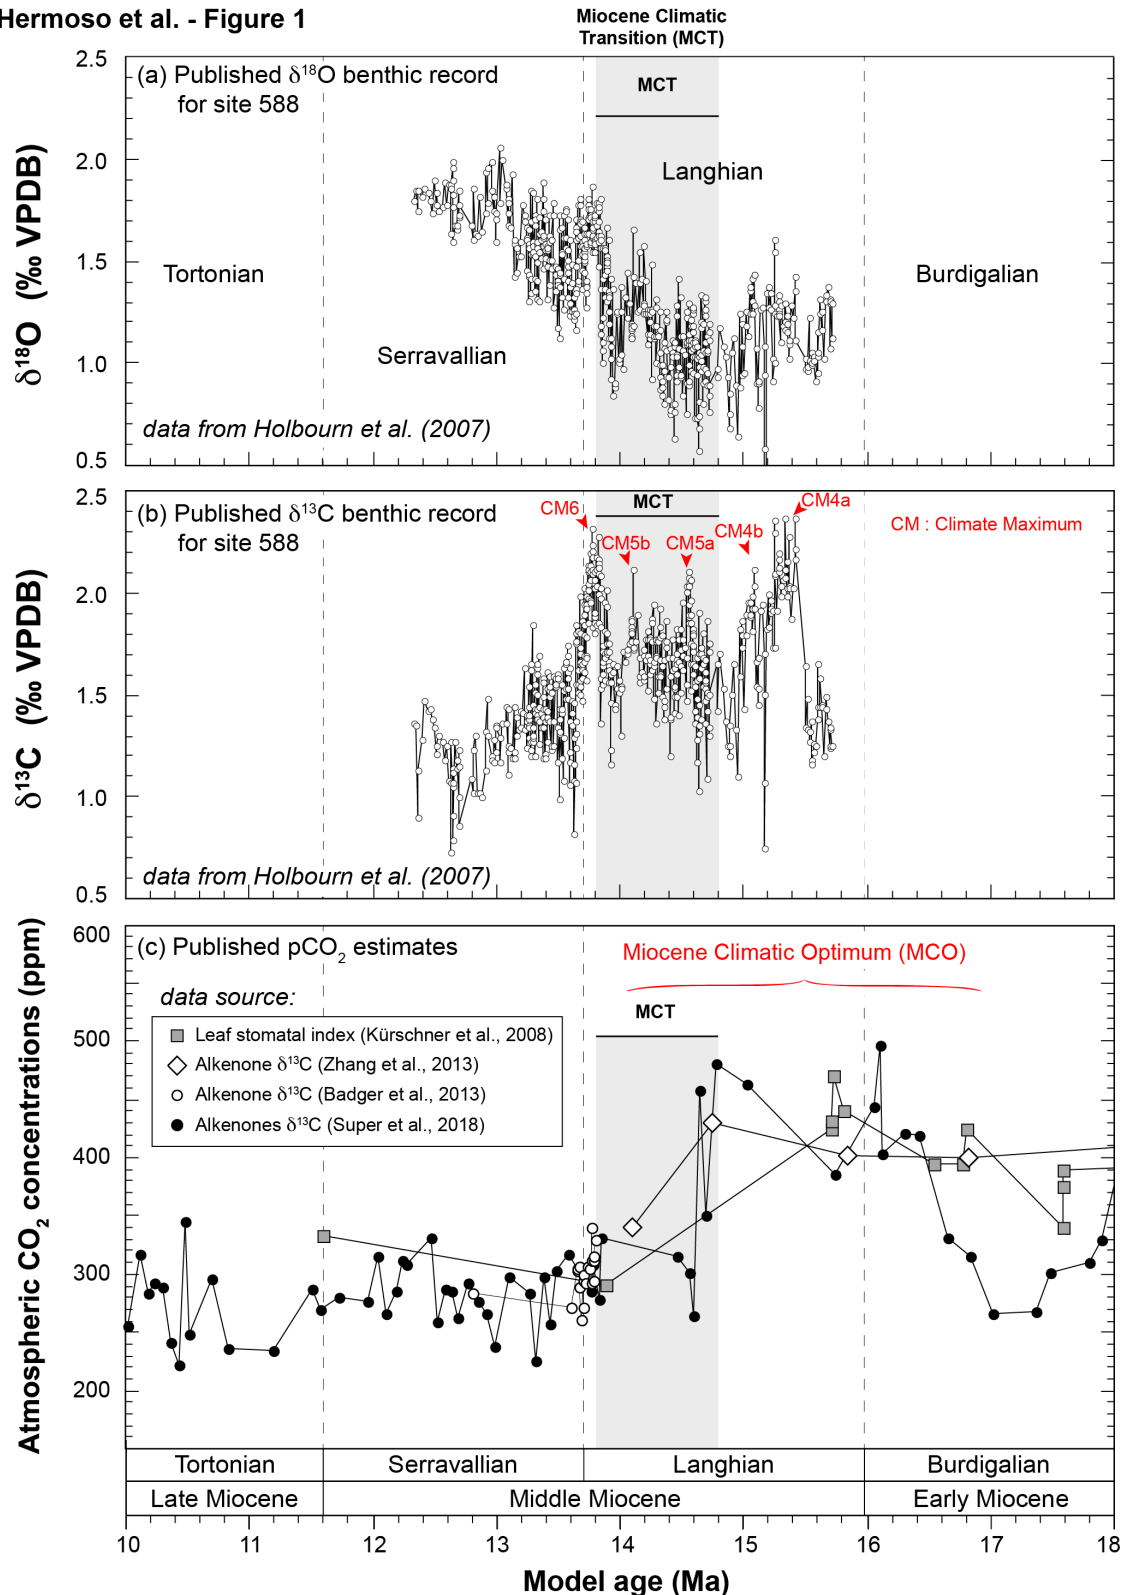 Hermoso et al. - Figure 1
Miocene Climatic
Transition (MCT)
(a) Published δ¹⁸O benthic record
for site 588
MCT
Langhian
Tortonian
Burdigalian
Serravallian
data from Holbourn et al. (2007)
δ¹⁸O (‰ VPDB)
2.5
2.0
1.5
1.0
0.5
(b) Published δ¹³C benthic record
for site 588
MCT
CM6
CM5b
CM5a
CM4b
CM4a
CM : Climate Maximum
data from Holbourn et al. (2007)
δ¹³C (‰ VPDB)
2.5
2.0
1.5
1.0
0.5
(c) Published pCO₂ estimates
Miocene Climatic Optimum (MCO)
MCT
data source:
Leaf stomatal index (Kürschner et al., 2008)
Alkenone δ¹³C (Zhang et al., 2013)
Alkenone δ¹³C (Badger et al., 2013)
Alkenones δ¹³C (Super et al., 2018)
Atmospheric CO₂ concentrations (ppm)
600
500
400
300
200
Tortonian Serravallian Langhian Burdigalian
Late Miocene Middle Miocene Early Miocene
10 11 12 13 14 15 16 17 18
Model age (Ma)